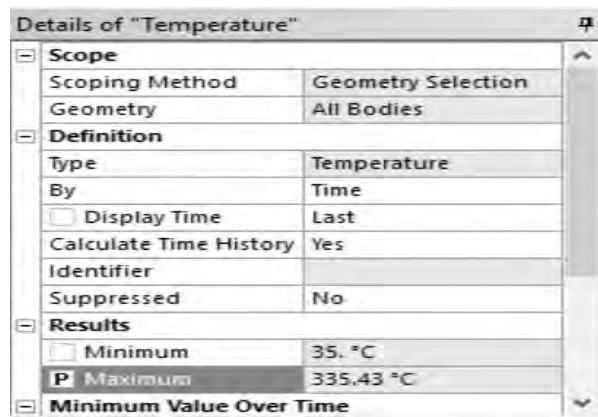 Details of "Temperature"
Scope
Scoping Method Geometry Selection
Geometry All Bodies
Definition
Type Temperature
By Time
Display Time Last
Calculate Time History Yes
Identifier
Suppressed No
Results
Minimum 35. °C
P Maximum 335.43 °C
Minimum Value Over Time